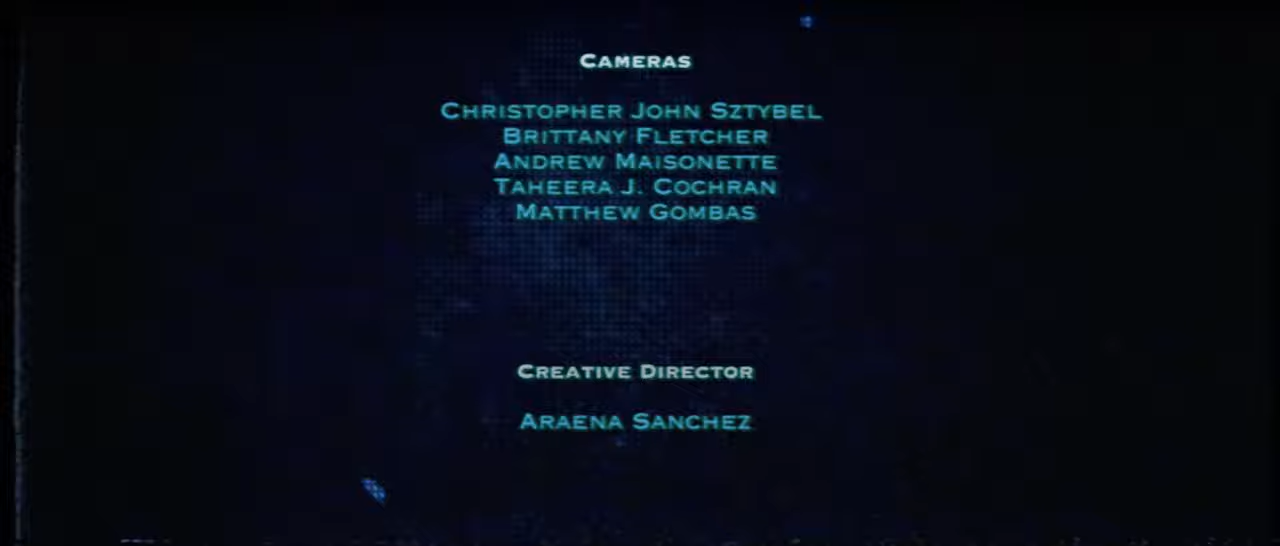 Cameras
Christopher John Sztybel
Brittany Fletcher
Andrew Maisonette
Taheera J. Cochran
Matthew Gombas
Creative Director
Araena Sanchez